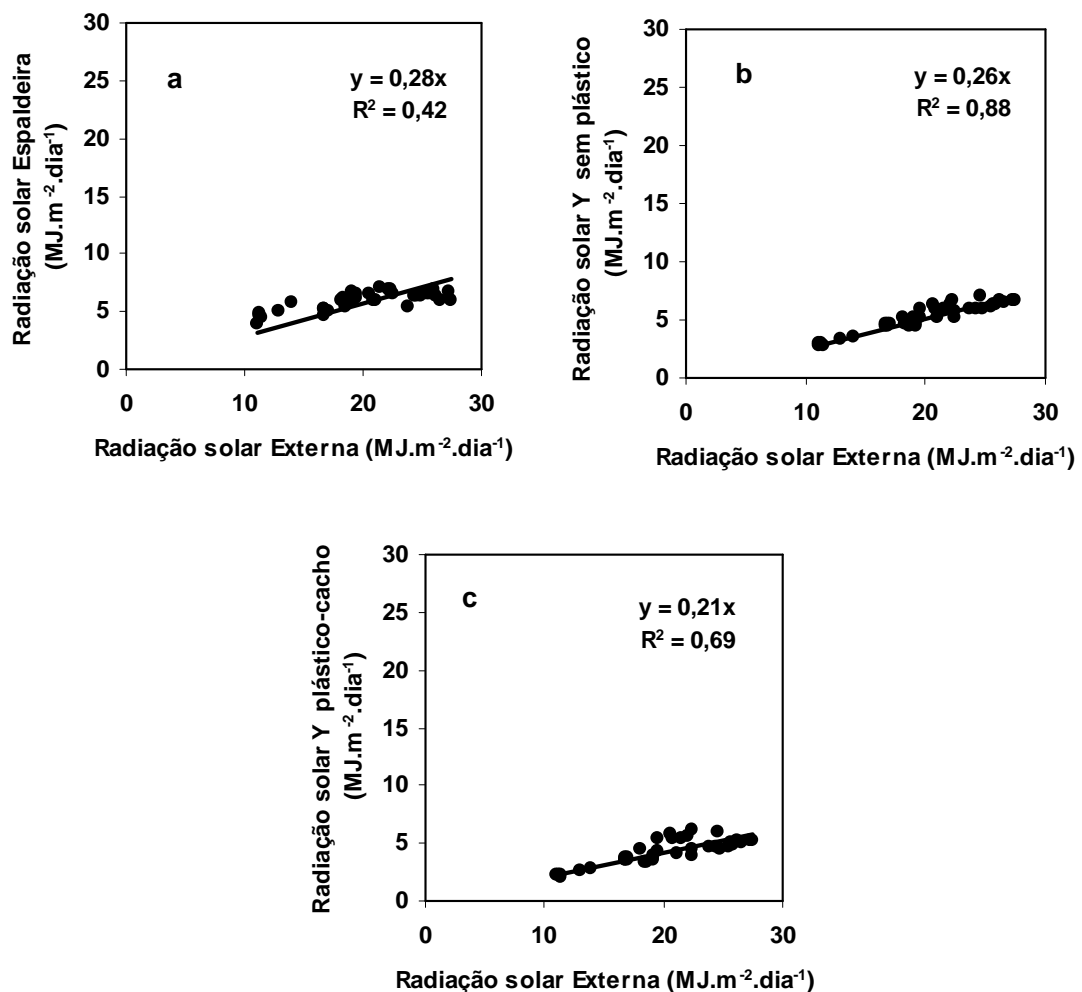 30
25
20
15
10
5
0
0 10 20 30
Radiação solar Espaldeira
(MJ.m⁻².dia⁻¹)
a
y = 0,28x
R² = 0,42
Radiação solar Externa (MJ.m⁻².dia⁻¹)
30
25
20
15
10
5
0
0 10 20 30
Radiação solar Y sem plástico
(MJ.m⁻².dia⁻¹)
b
y = 0,26x
R² = 0,88
Radiação solar Externa (MJ.m⁻².dia⁻¹)
30
25
20
15
10
5
0
0 10 20 30
Radiação solar Y plástico-cacho
(MJ.m⁻².dia⁻¹)
c
y = 0,21x
R² = 0,69
Radiação solar Externa (MJ.m⁻².dia⁻¹)